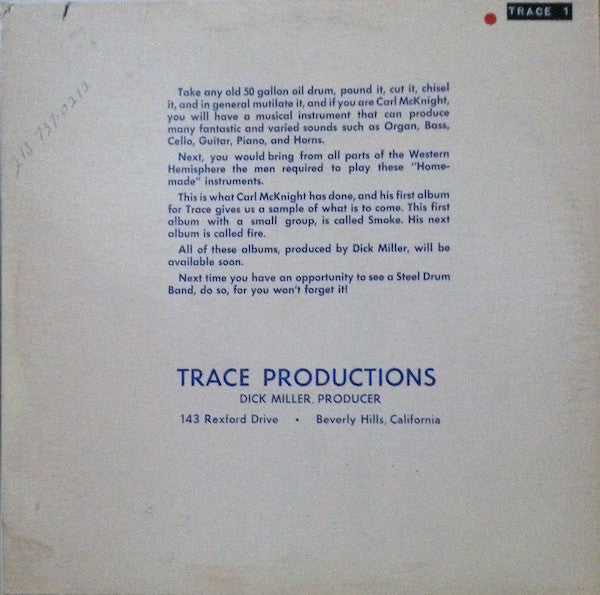 TRACE 1
213-737-0212
Take any old 50 gallon oil drum, pound it, cut it, chisel
it, and in general mutilate it, and if you are Carl McKnight,
you will have a musical instrument that can produce
many fantastic and varied sounds such as Organ, Bass,
Cello, Guitar, Piano, and Horns.
Next, you would bring from all parts of the Western
Hemisphere the men required to play these "Home-
made" instruments.
This is what Carl McKnight has done, and his first album
for Trace gives us a sample of what is to come. This first
album with a small group, is called Smoke. His next
album is called fire.
All of these albums, produced by Dick Miller, will be
available soon.
Next time you have an opportunity to see a Steel Drum
Band, do so, for you won't forget it!
TRACE PRODUCTIONS
DICK MILLER, PRODUCER
143 Rexford Drive • Beverly Hills, California